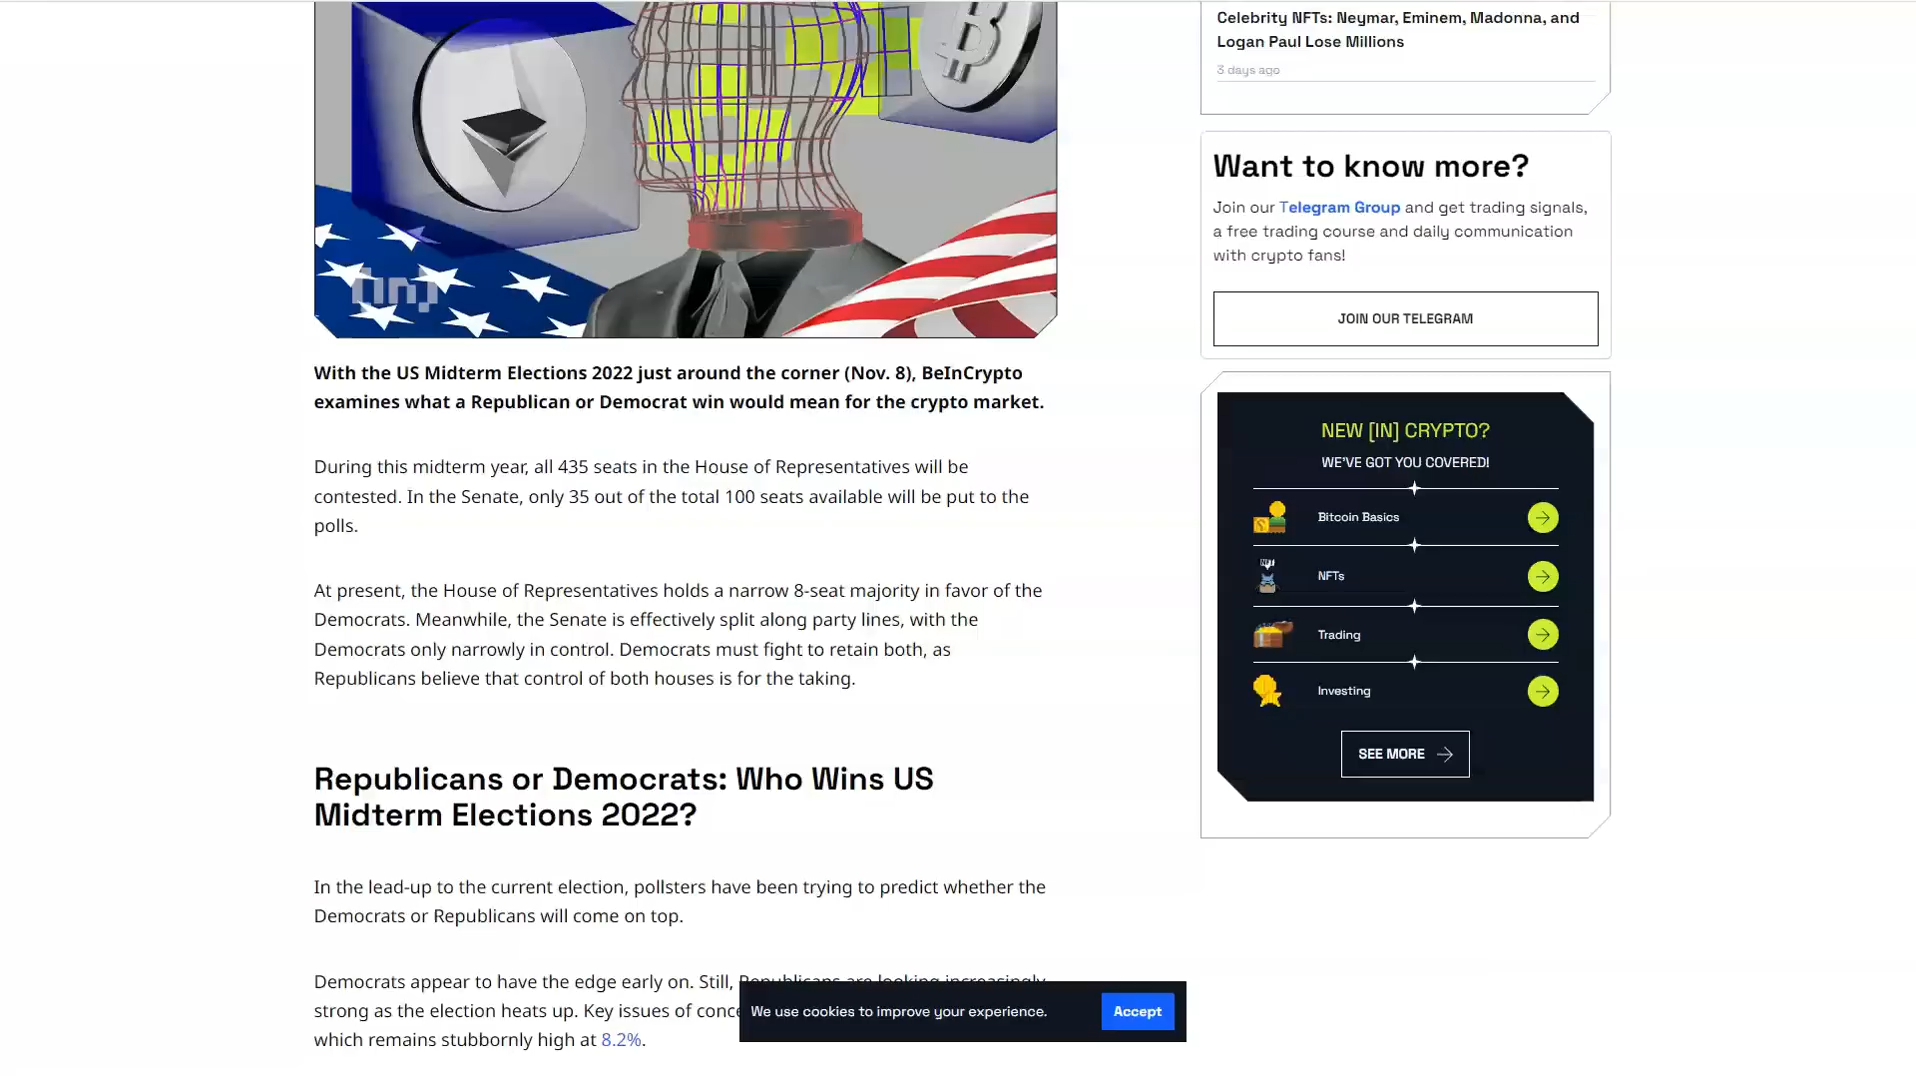 [in]
With the US Midterm Elections 2022 just around the corner (Nov. 8), BeInCrypto
examines what a Republican or Democrat win would mean for the crypto market.
During this midterm year, all 435 seats in the House of Representatives will be
contested. In the Senate, only 35 out of the total 100 seats available will be put to the
polls.
At present, the House of Representatives holds a narrow 8-seat majority in favor of the
Democrats. Meanwhile, the Senate is effectively split along party lines, with the
Democrats only narrowly in control. Democrats must fight to retain both, as
Republicans believe that control of both houses is for the taking.
Republicans or Democrats: Who Wins US
Midterm Elections 2022?
In the lead-up to the current election, pollsters have been trying to predict whether the
Democrats or Republicans will come on top.
Democrats appear to have the edge early on. Still, Republicans are looking increasingly
strong as the election heats up. Key issues of
which remains stubbornly high at 8.2%.
We use cookies to improve your experience.
Accept
Celebrity NFTs: Neymar, Eminem, Madonna, and
Logan Paul Lose Millions
3 days ago
Want to know more?
Join our Telegram Group and get trading signals,
a free trading course and daily communication
with crypto fans!
JOIN OUR TELEGRAM
NEW [IN] CRYPTO?
WE'VE GOT YOU COVERED!
Bitcoin Basics
NFT
NFTs
Trading
Investing
SEE MORE